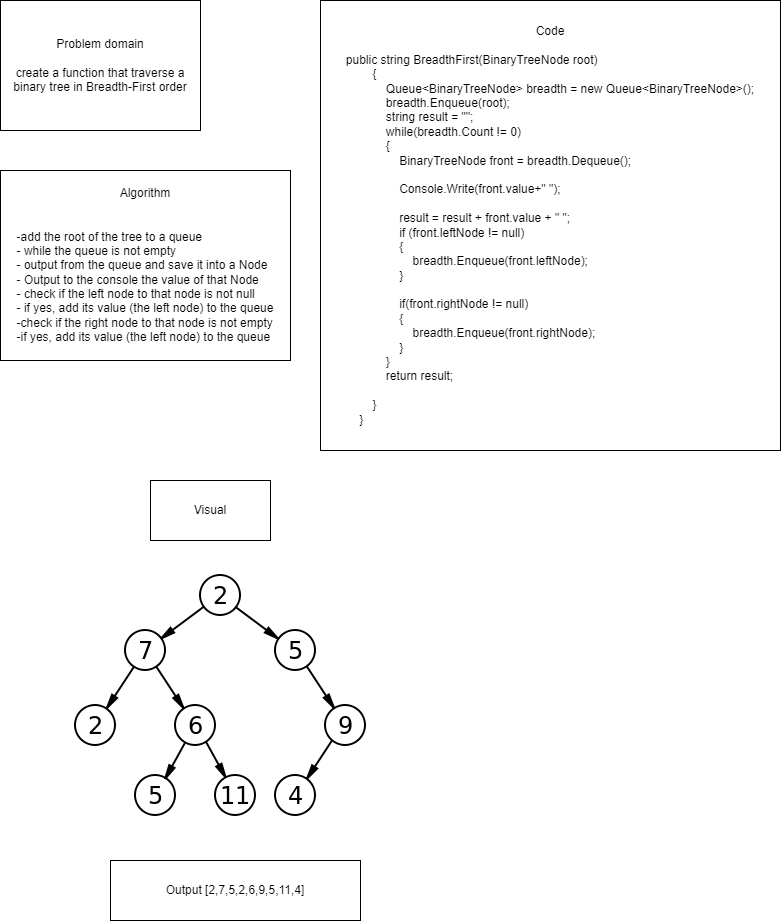 Problem domain
create a function that traverse a
binary tree in Breadth-First order
Algorithm
-add the root of the tree to a queue
- while the queue is not empty
- output from the queue and save it into a Node
- Output to the console the value of that Node
- check if the left node to that node is not null
- if yes, add its value (the left node) to the queue
-check if the right node to that node is not empty
-if yes, add its value (the left node) to the queue
Code
public string BreadthFirst(BinaryTreeNode root)
{
Queue<BinaryTreeNode> breadth = new Queue<BinaryTreeNode>();
breadth.Enqueue(root);
string result = "";
while(breadth.Count != 0)
{
BinaryTreeNode front = breadth.Dequeue();
Console.Write(front.value+" ");
result = result + front.value + " ";
if (front.leftNode != null)
{
breadth.Enqueue(front.leftNode);
}
if(front.rightNode != null)
{
breadth.Enqueue(front.rightNode);
}
}
return result;
}
}
Visual
2
7 5
2 6 9
5 11 4
Output [2,7,5,2,6,9,5,11,4]